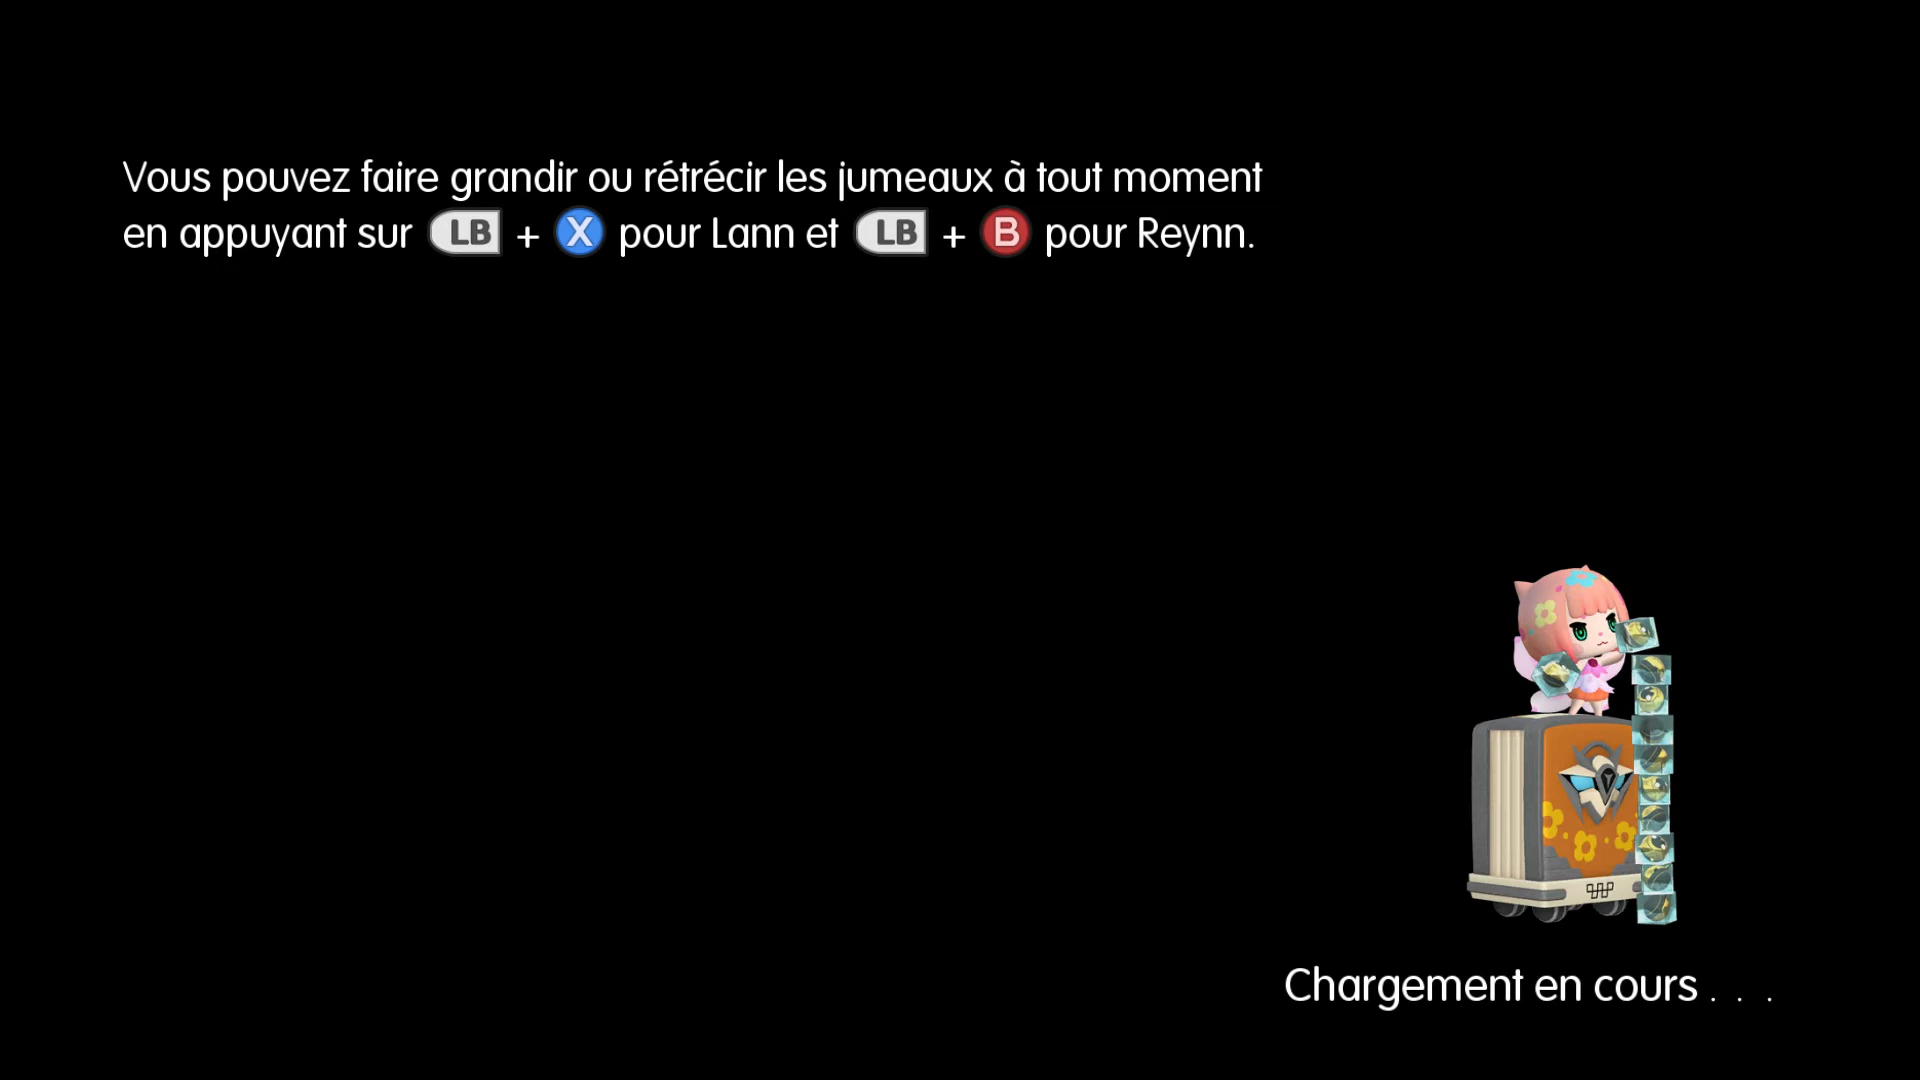 Vous pouvez faire grandir ou rétrécir les jumeaux à tout moment
en appuyant sur LB + X pour Lann et LB + B pour Reynn.
Chargement en cours . . .